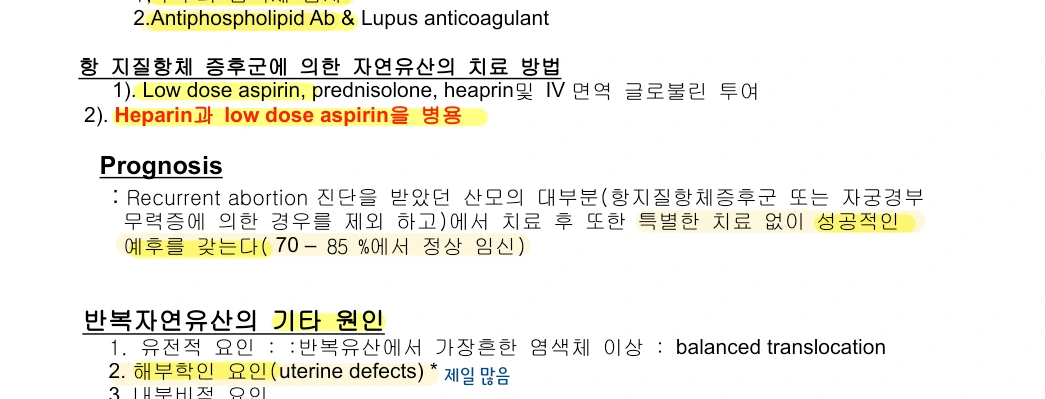 2.Antiphospholipid Ab & Lupus anticoagulant
항 지질항체 증후군에 의한 자연유산의 치료 방법
1). Low dose aspirin, prednisolone, heaprin및 IV 면역 글로불린 투여
2). Heparin과 low dose aspirin을 병용
Prognosis
: Recurrent abortion 진단을 받았던 산모의 대부분(항지질항체증후군 또는 자궁경부
무력증에 의한 경우를 제외 하고)에서 치료 후 또한 특별한 치료 없이 성공적인
예후를 갖는다( 70 – 85 %에서 정상 임신)
반복자연유산의 기타 원인
1. 유전적 요인 : :반복유산에서 가장흔한 염색체 이상 : balanced translocation
2. 해부학인 요인(uterine defects) * 제일 많음
3. 내분비적 요인